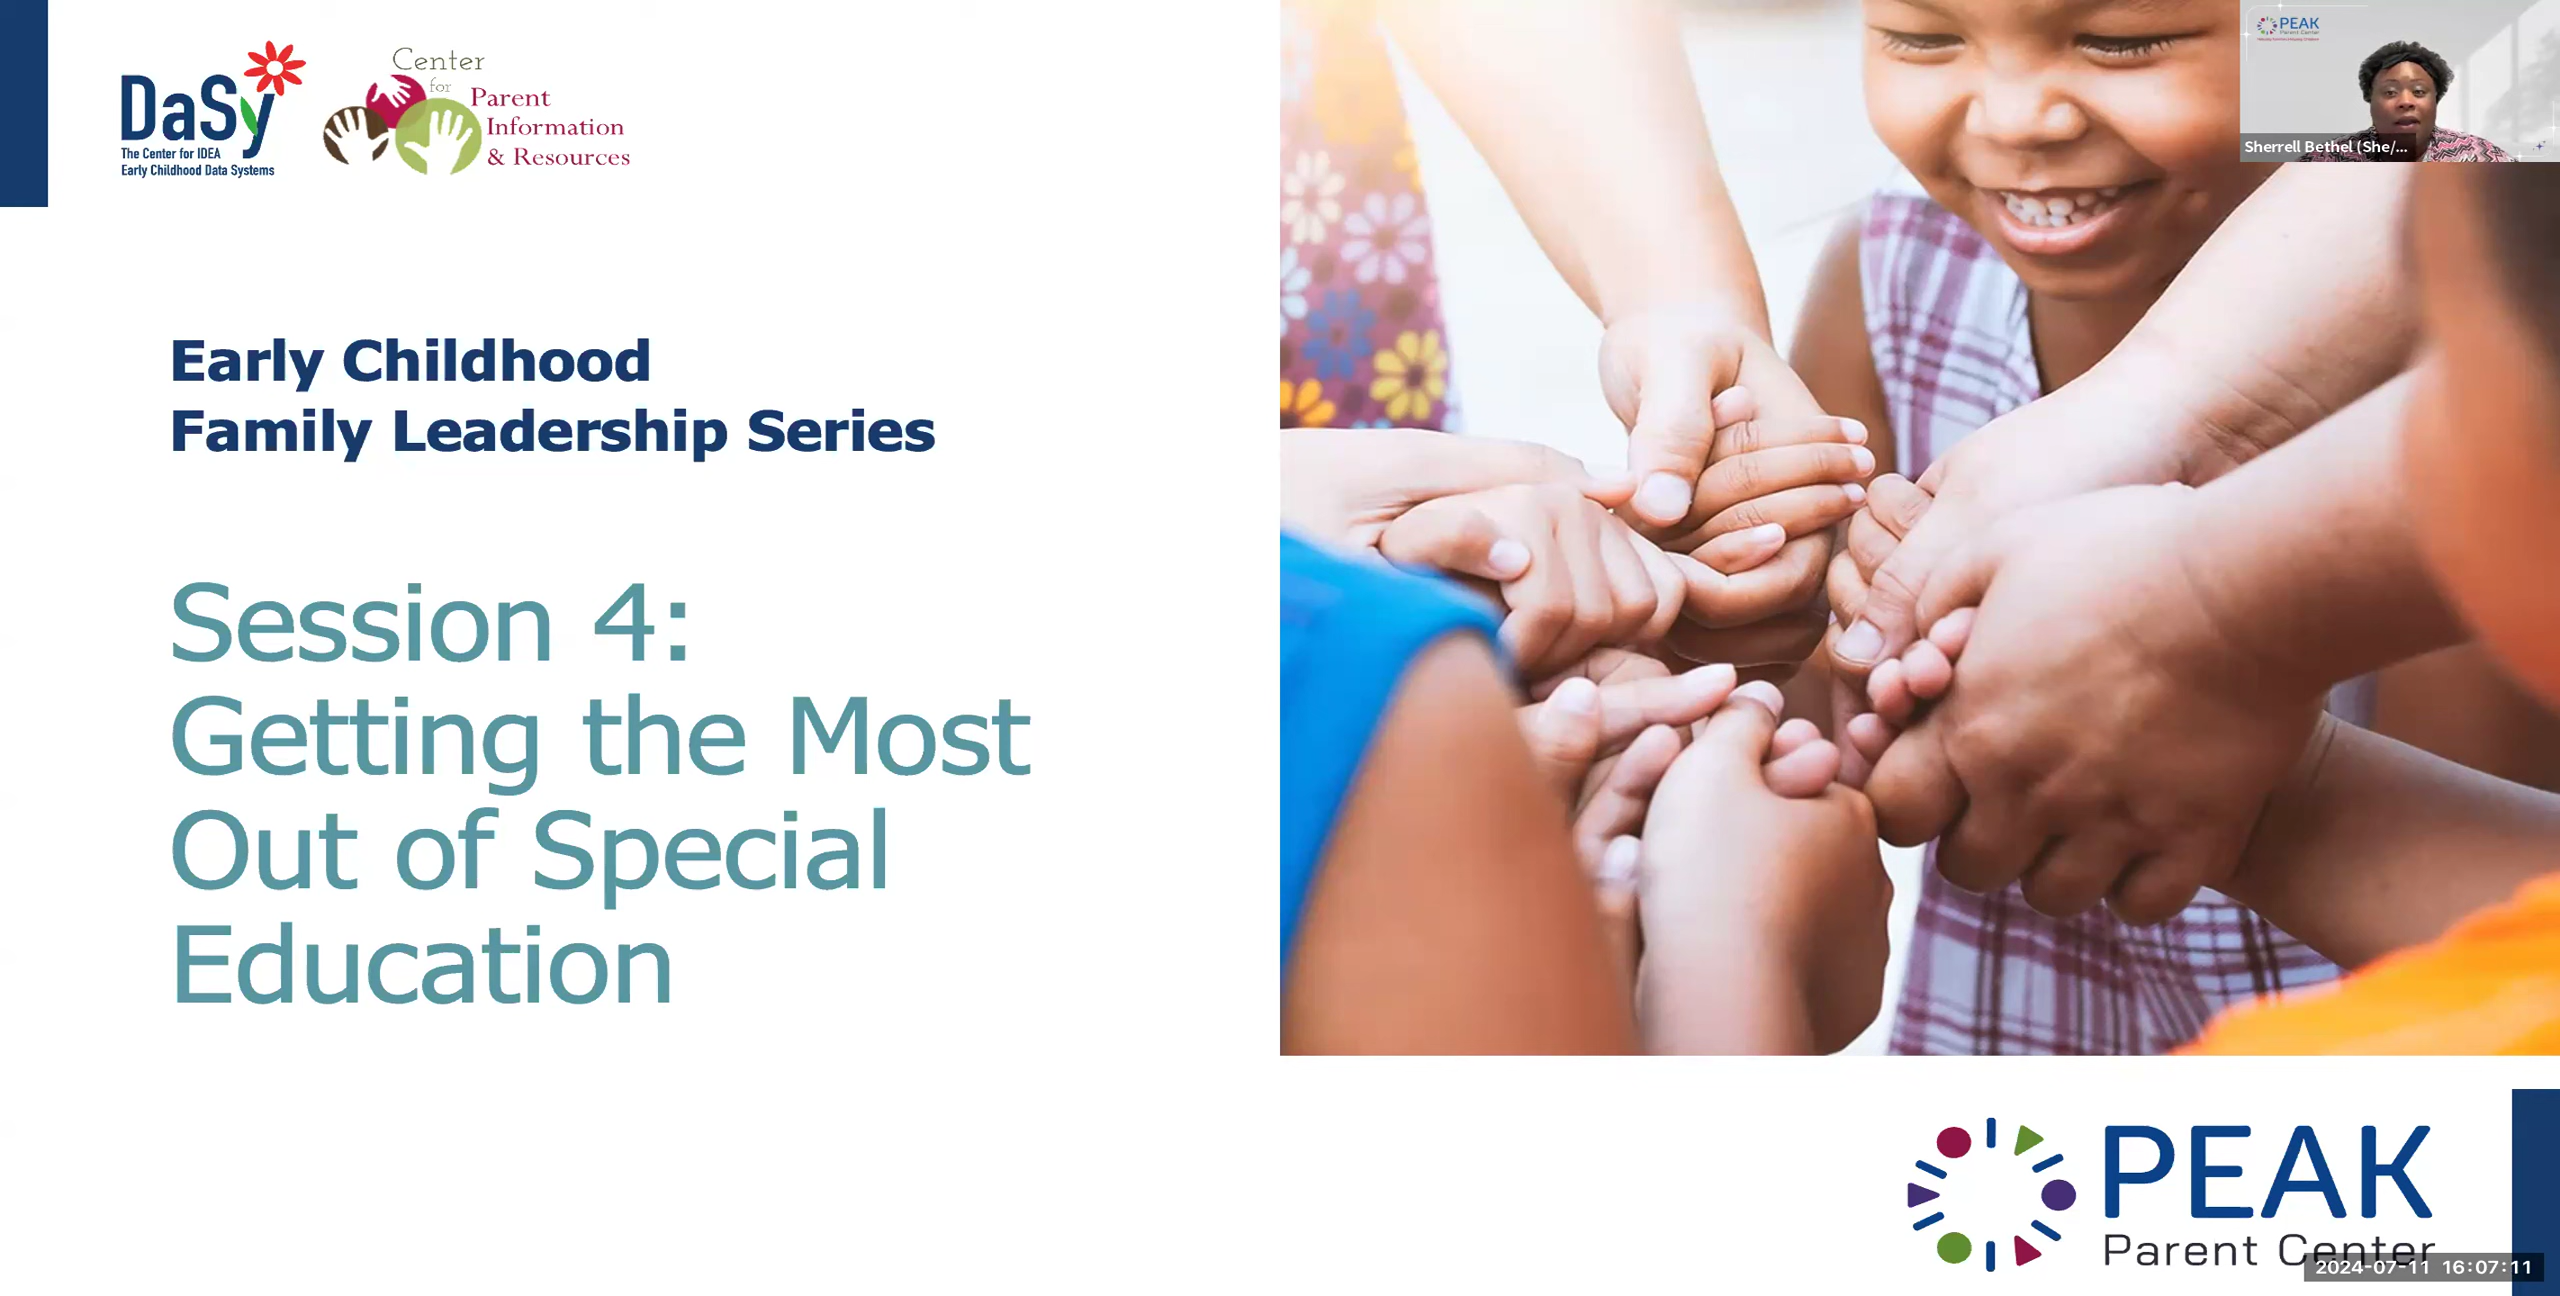 DaSy
The Center for IDEA
Early Childhood Data Systems
Center
for
Parent
Information
& Resources
PEAK
Parent Center
Sherrell Bethel (She/...
Early Childhood
Family Leadership Series
Session 4:
Getting the Most
Out of Special
Education
PEAK
Parent Center
2024-07-11 16:07:11